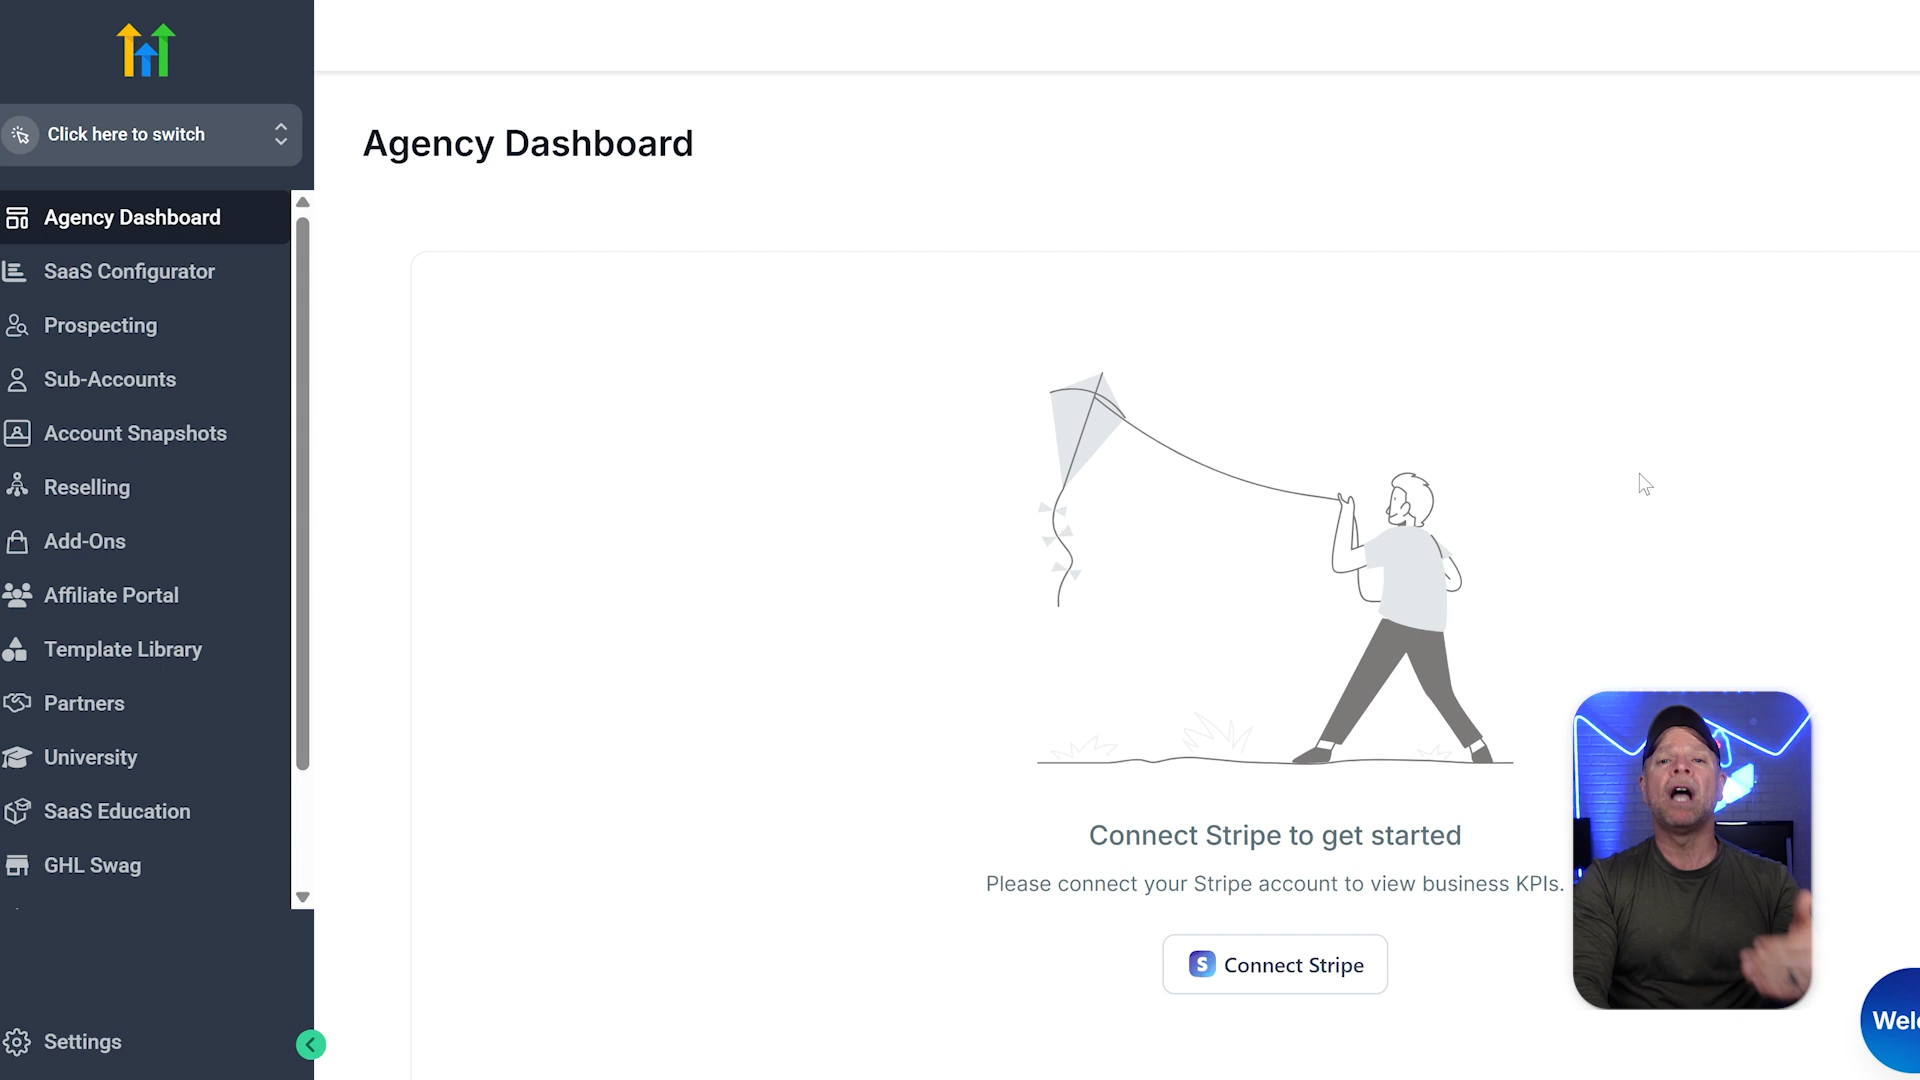 Click here to switch
Agency Dashboard
SaaS Configurator
Prospecting
Sub-Accounts
Account Snapshots
Reselling
Add-Ons
Affiliate Portal
Template Library
Partners
University
SaaS Education
GHL Swag
Settings
Agency Dashboard
Connect Stripe to get started
Please connect your Stripe account to view business KPIs.
S Connect Stripe